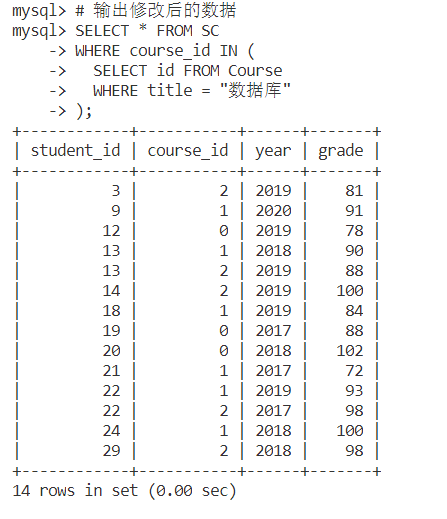 mysql> # 输出修改后的数据
mysql> SELECT * FROM SC
    -> WHERE course_id IN (
    ->   SELECT id FROM Course
    ->   WHERE title = "数据库"
    -> );
+------------+-----------+------+-------+
| student_id | course_id | year | grade |
+------------+-----------+------+-------+
|          3 |         2 | 2019 |    81 |
|          9 |         1 | 2020 |    91 |
|         12 |         0 | 2019 |    78 |
|         13 |         1 | 2018 |    90 |
|         13 |         2 | 2019 |    88 |
|         14 |         2 | 2019 |   100 |
|         18 |         1 | 2019 |    84 |
|         19 |         0 | 2017 |    88 |
|         20 |         0 | 2018 |   102 |
|         21 |         1 | 2017 |    72 |
|         22 |         1 | 2019 |    93 |
|         22 |         2 | 2017 |    98 |
|         24 |         1 | 2018 |   100 |
|         29 |         2 | 2018 |    98 |
+------------+-----------+------+-------+
14 rows in set (0.00 sec)